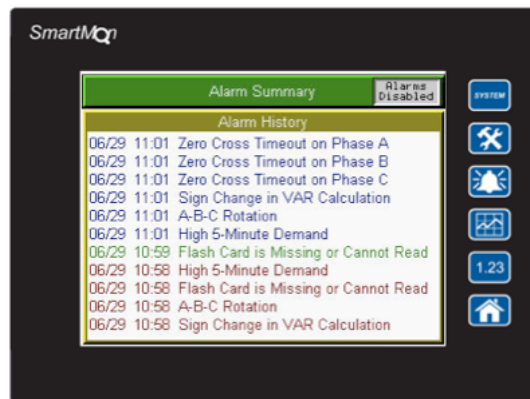 SmartMon
Alarm Summary
Alarms
Disabled
Alarm History
06/29 11:01 Zero Cross Timeout on Phase A
06/29 11:01 Zero Cross Timeout on Phase B
06/29 11:01 Zero Cross Timeout on Phase C
06/29 11:01 Sign Change in VAR Calculation
06/29 11:01 A-B-C Rotation
06/29 11:01 High 5-Minute Demand
06/29 10:59 Flash Card is Missing or Cannot Read
06/29 10:58 High 5-Minute Demand
06/29 10:58 Flash Card is Missing or Cannot Read
06/29 10:58 A-B-C Rotation
06/29 10:58 Sign Change in VAR Calculation
SYSTEM
1.23